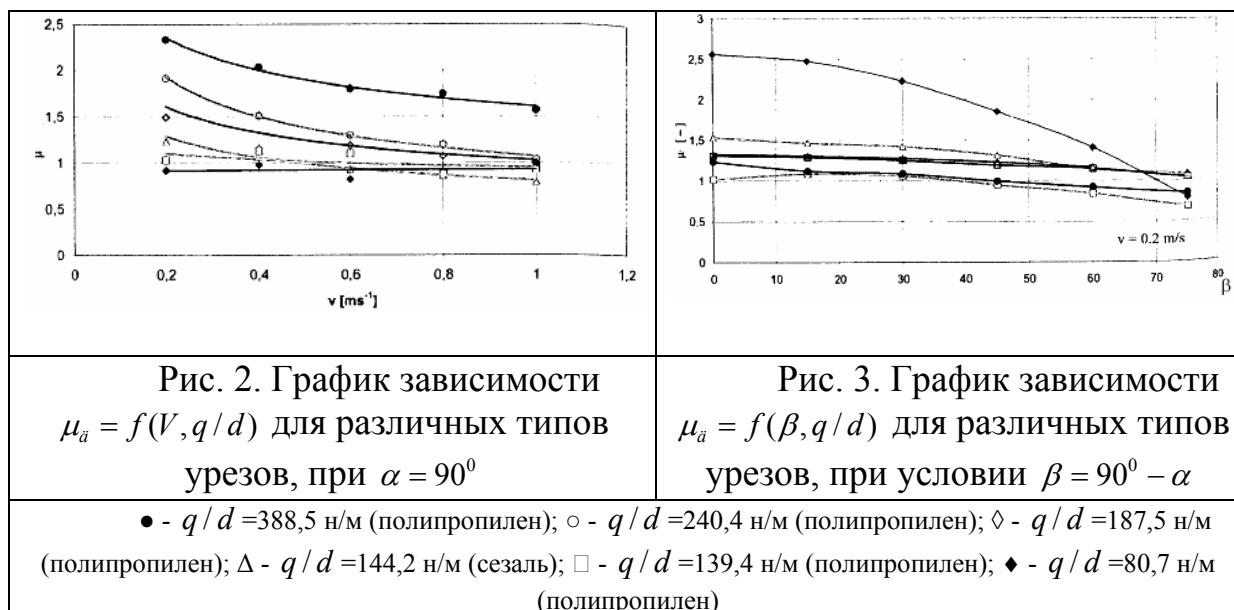 2,5
2
1,5
1
0,5
0
μ
0 0,2 0,4 0,6 0,8 1 1,2
v [ms⁻¹]
3
2,5
2
1,5
1
0,5
0
μ [-]
v = 0.2 m/s
0 10 20 30 40 50 60 70 80
β
Рис. 2. График зависимости
μ_ä = f(V, q/d) для различных типов
урезов, при α = 90⁰
Рис. 3. График зависимости
μ_ä = f(β, q/d) для различных типов
урезов, при условии β = 90⁰ − α
● - q/d =388,5 н/м (полипропилен); ○ - q/d =240,4 н/м (полипропилен); ◊ - q/d =187,5 н/м
(полипропилен); Δ - q/d =144,2 н/м (сезаль); □ - q/d =139,4 н/м (полипропилен); ♦ - q/d =80,7 н/м
(полипропилен)